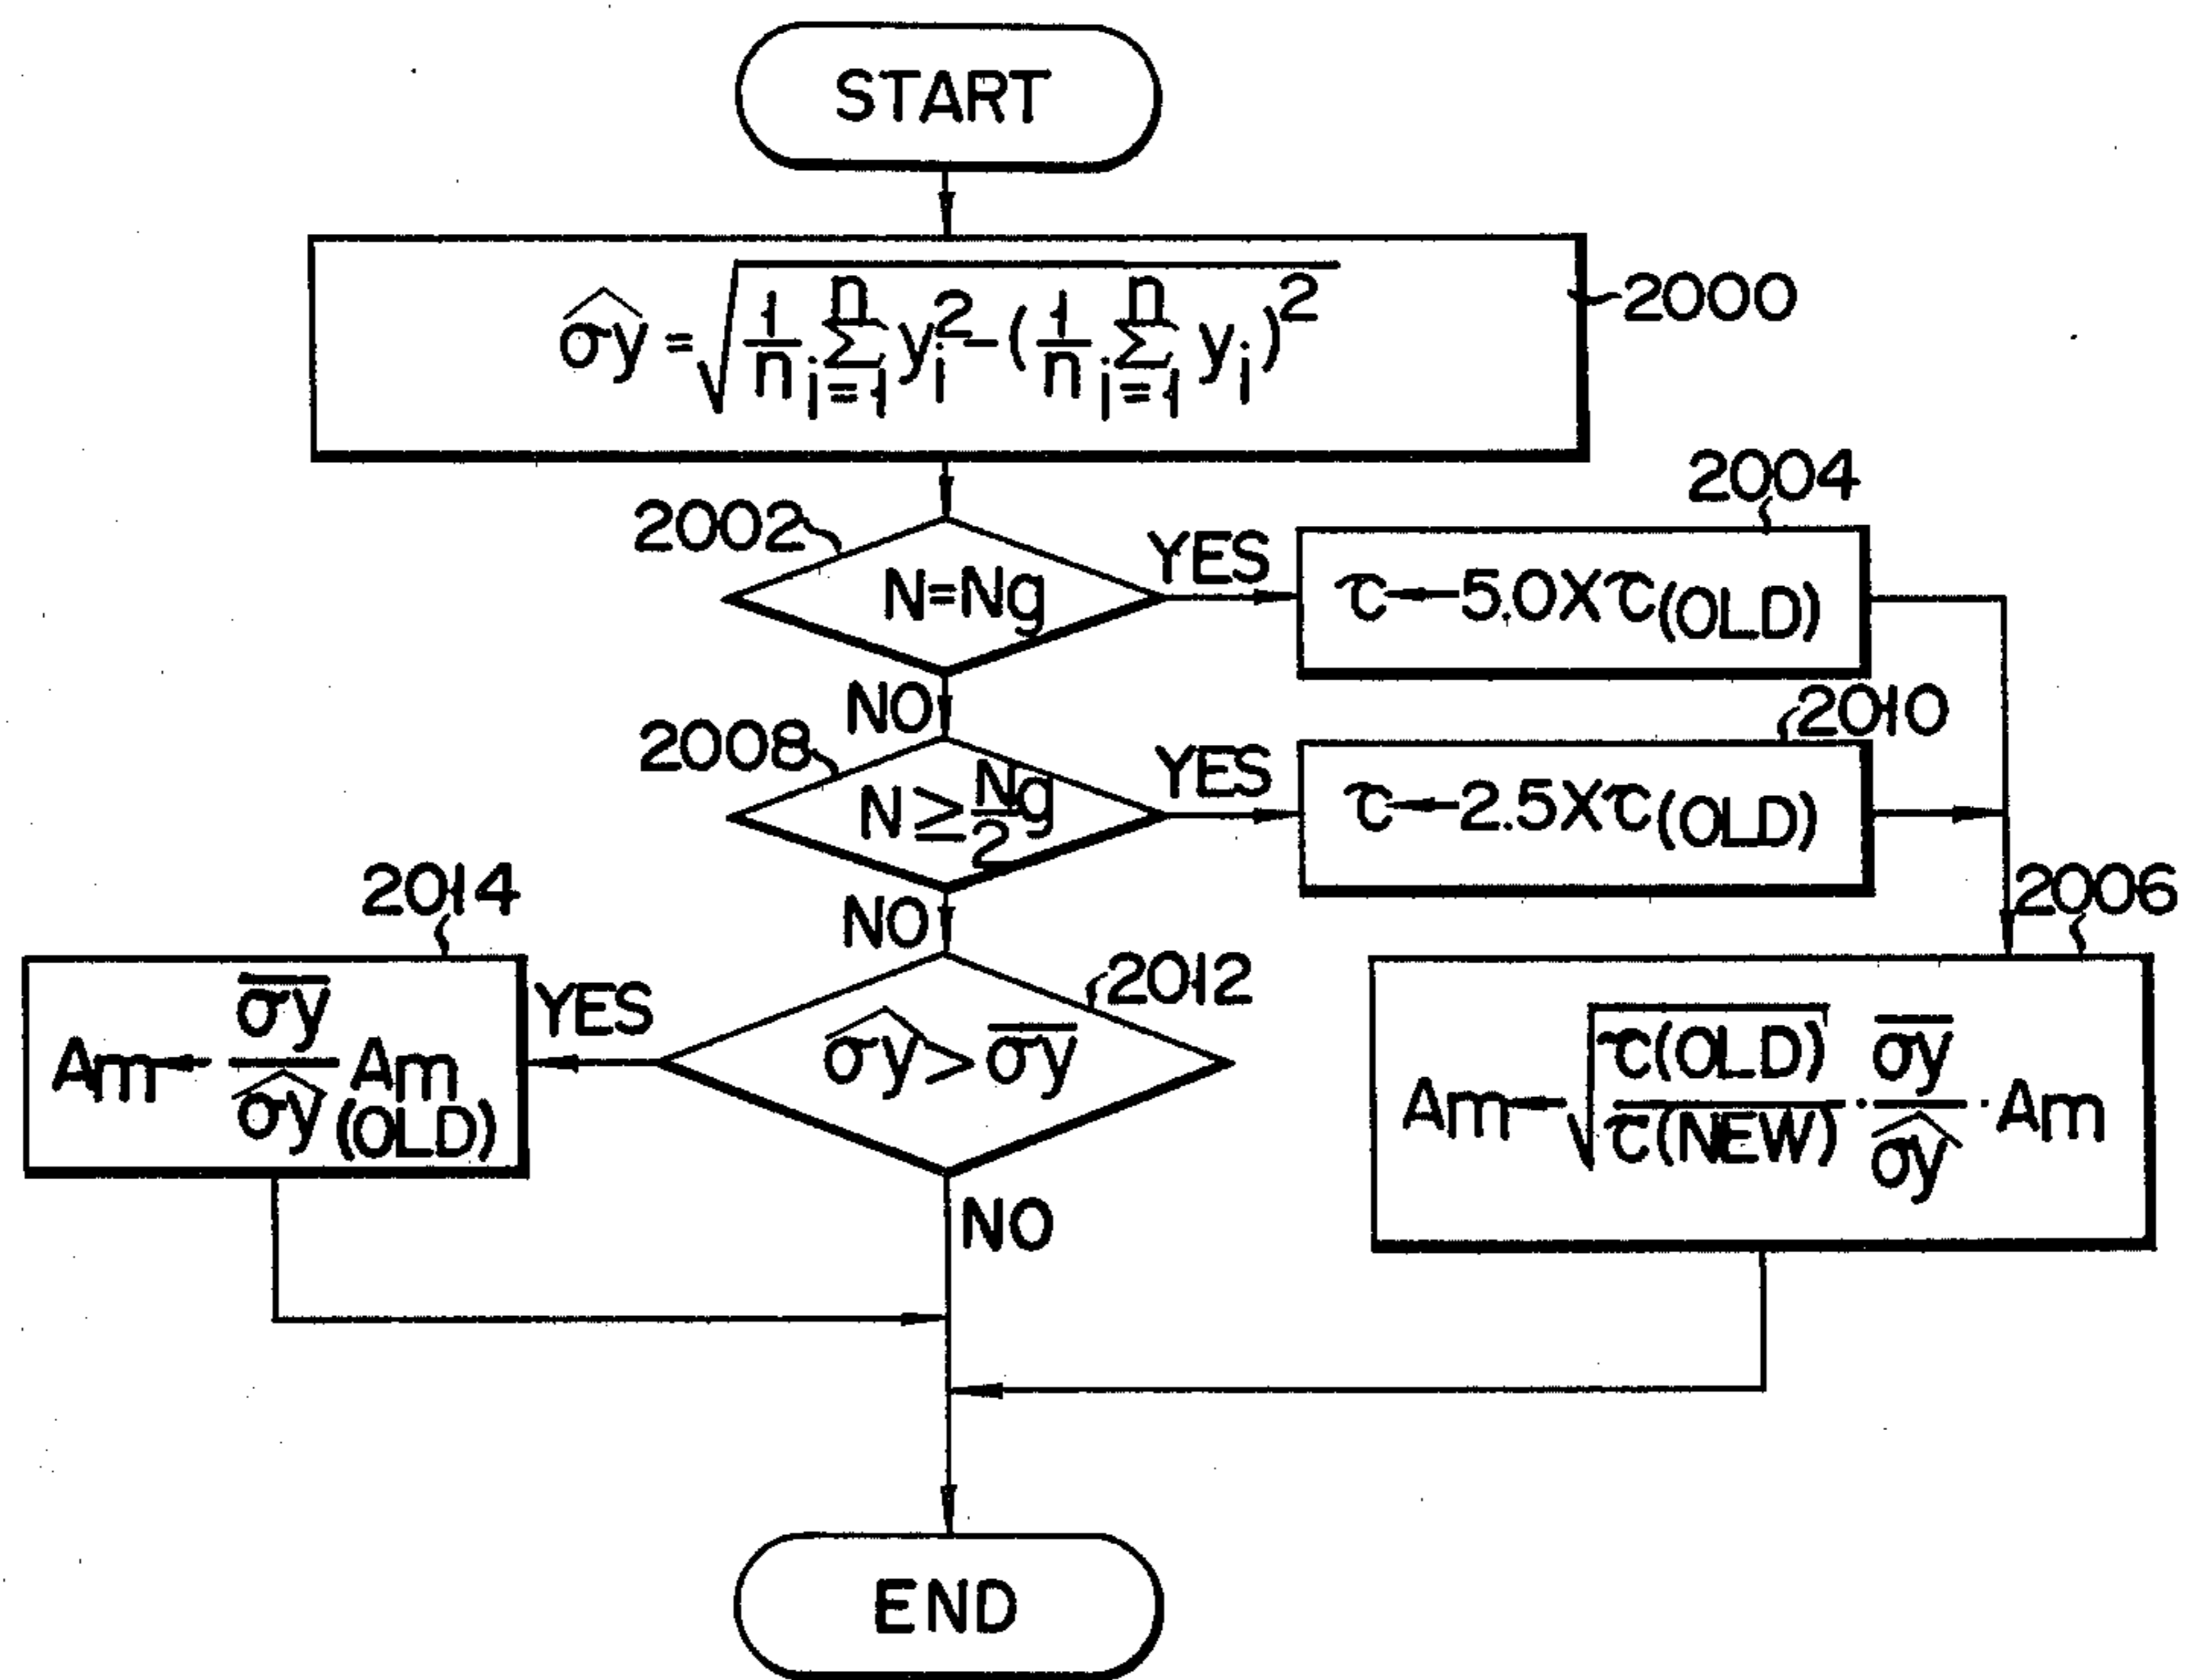 START
σ̂y = √(1/n Σ_{i=1}^{n} y_i² - (1/n Σ_{i=1}^{n} y_i)²)
2000
2002
N=Ng
YES
2004
τ←5.0Xτ(OLD)
NO
2008
N≥Ng/2
YES
2010
τ←2.5Xτ(OLD)
NO
2014
Am← σ̅y̅/σ̂y Am(OLD)
YES
2012
σ̂y>σ̅y̅
2006
Am←√(τ(OLD)/τ(NEW))·σ̅y̅/σ̂y·Am
NO
END